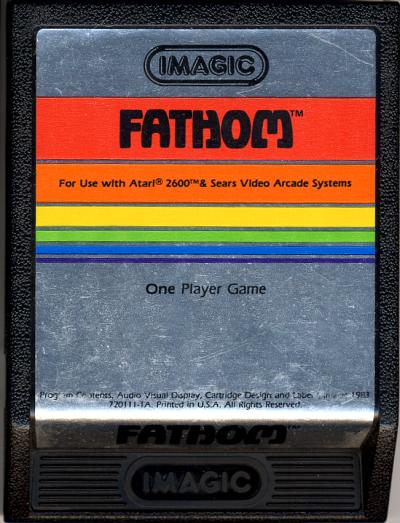 IMAGIC
FATHOM™
For Use with Atari® 2600™& Sears Video Arcade Systems
One Player Game
Program Contents, Audio Visual Display, Cartridge Design and Label 1983
720111-1A. Printed in U.S.A. All Rights Reserved.
FATHOM
IMAGIC